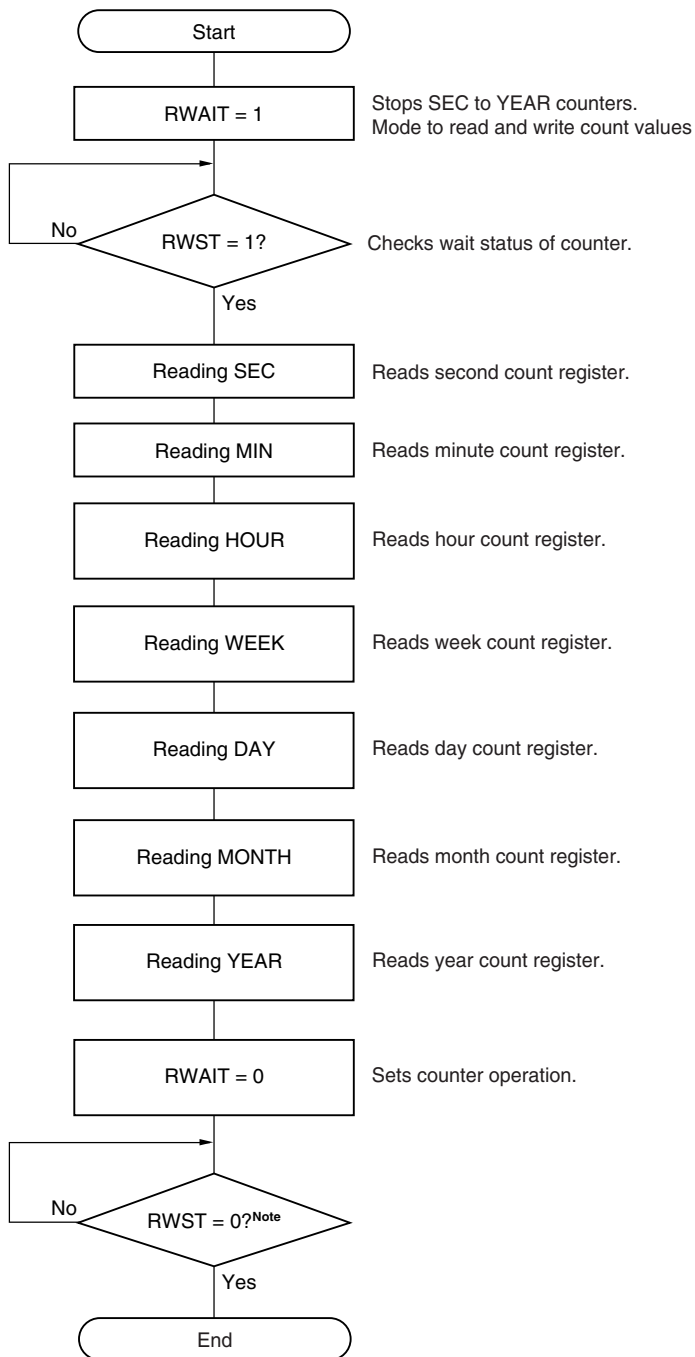 Start
RWAIT = 1
Stops SEC to YEAR counters.
Mode to read and write count values
No
RWST = 1?
Checks wait status of counter.
Yes
Reading SEC
Reads second count register.
Reading MIN
Reads minute count register.
Reading HOUR
Reads hour count register.
Reading WEEK
Reads week count register.
Reading DAY
Reads day count register.
Reading MONTH
Reads month count register.
Reading YEAR
Reads year count register.
RWAIT = 0
Sets counter operation.
No
RWST = 0?Note
Yes
End